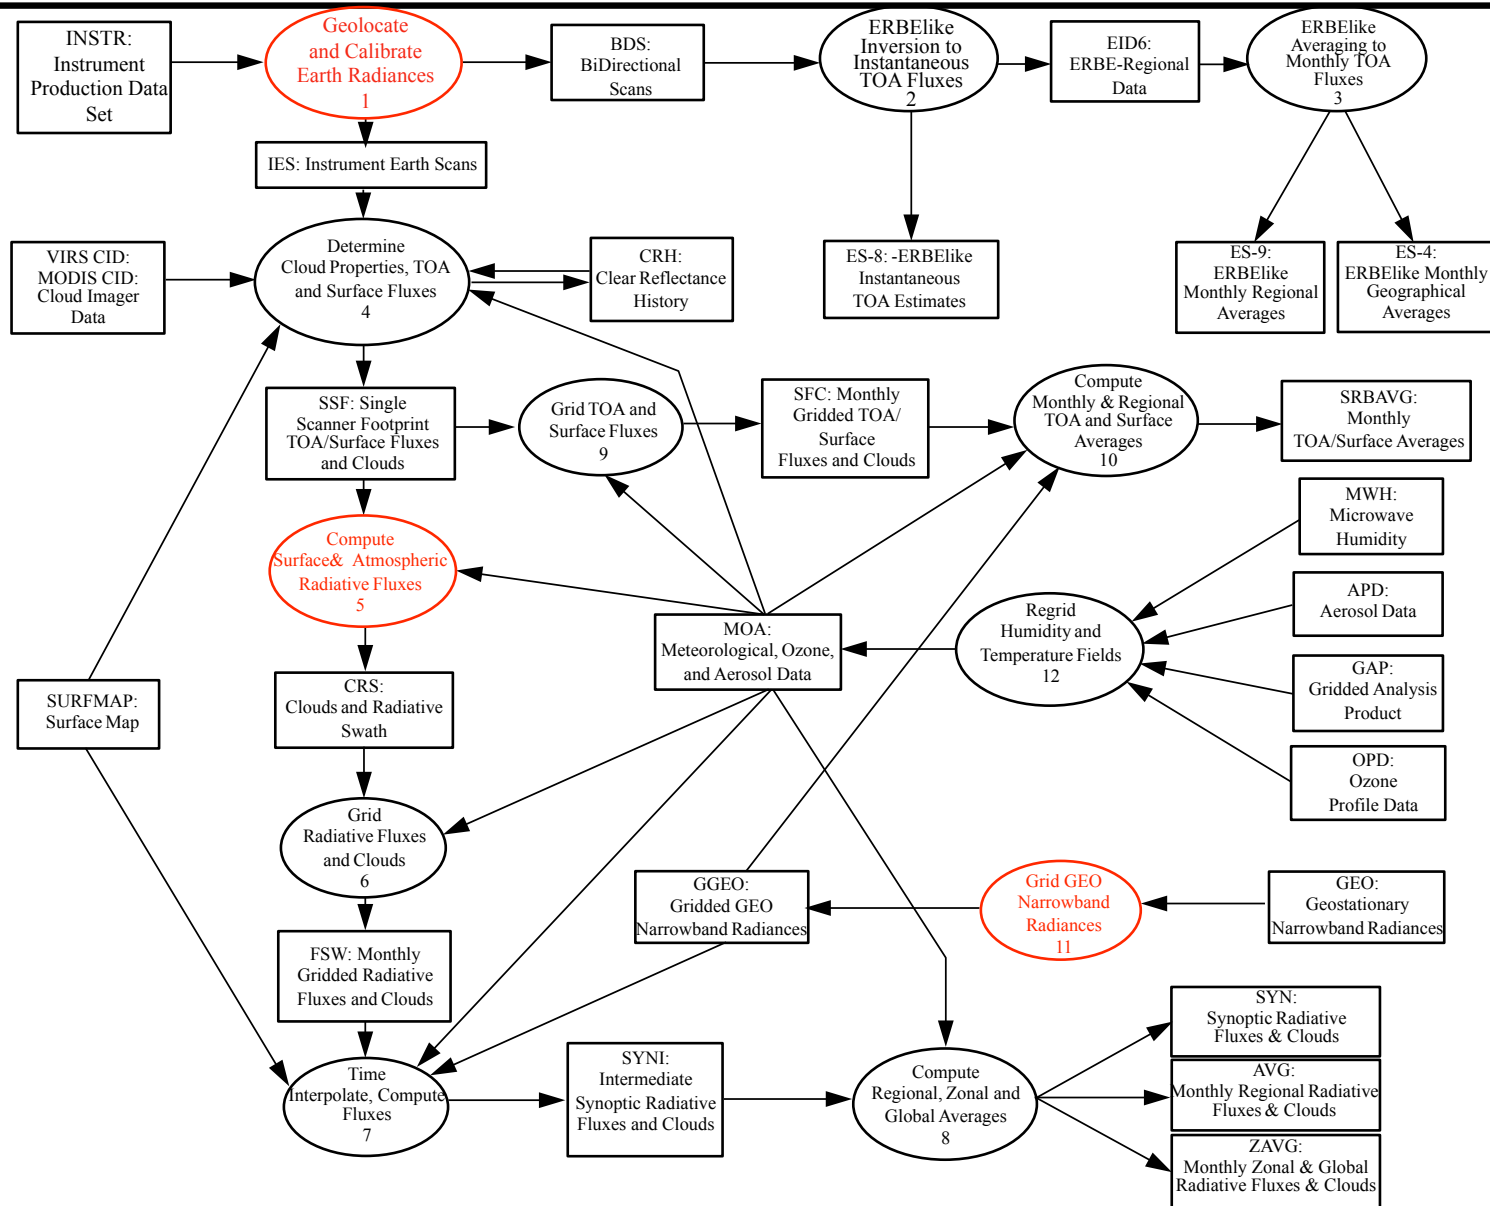 INSTR:
Instrument
Production Data
Set
Geolocate
and Calibrate
Earth Radiances
1
BDS:
BiDirectional
Scans
ERBElike
Inversion to
Instantaneous
TOA Fluxes
2
EID6:
ERBE-Regional
Data
ERBElike
Averaging to
Monthly TOA
Fluxes
3
IES: Instrument Earth Scans
VIRS CID:
MODIS CID:
Cloud Imager
Data
Determine
Cloud Properties, TOA
and Surface Fluxes
4
CRH:
Clear Reflectance
History
ES-8: -ERBElike
Instantaneous
TOA Estimates
ES-9:
ERBElike
Monthly Regional
Averages
ES-4:
ERBElike Monthly
Geographical
Averages
SSF: Single
Scanner Footprint
TOA/Surface Fluxes
and Clouds
Grid TOA and
Surface Fluxes
9
SFC: Monthly
Gridded TOA/
Surface
Fluxes and Clouds
Compute
Monthly & Regional
TOA and Surface
Averages
10
SRBAVG:
Monthly
TOA/Surface Averages
Compute
Surface& Atmospheric
Radiative Fluxes
5
MWH:
Microwave
Humidity
APD:
Aerosol Data
MOA:
Meteorological, Ozone,
and Aerosol Data
Regrid
Humidity and
Temperature Fields
12
GAP:
Gridded Analysis
Product
SURFMAP:
Surface Map
CRS:
Clouds and Radiative
Swath
OPD:
Ozone
Profile Data
Grid
Radiative Fluxes
and Clouds
6
GGEO:
Gridded GEO
Narrowband Radiances
Grid GEO
Narrowband
Radiances
11
GEO:
Geostationary
Narrowband Radiances
FSW: Monthly
Gridded Radiative
Fluxes and Clouds
Time
Interpolate, Compute
Fluxes
7
SYNI:
Intermediate
Synoptic Radiative
Fluxes and Clouds
Compute
Regional, Zonal and
Global Averages
8
SYN:
Synoptic Radiative
Fluxes & Clouds
AVG:
Monthly Regional Radiative
Fluxes & Clouds
ZAVG:
Monthly Zonal & Global
Radiative Fluxes & Clouds